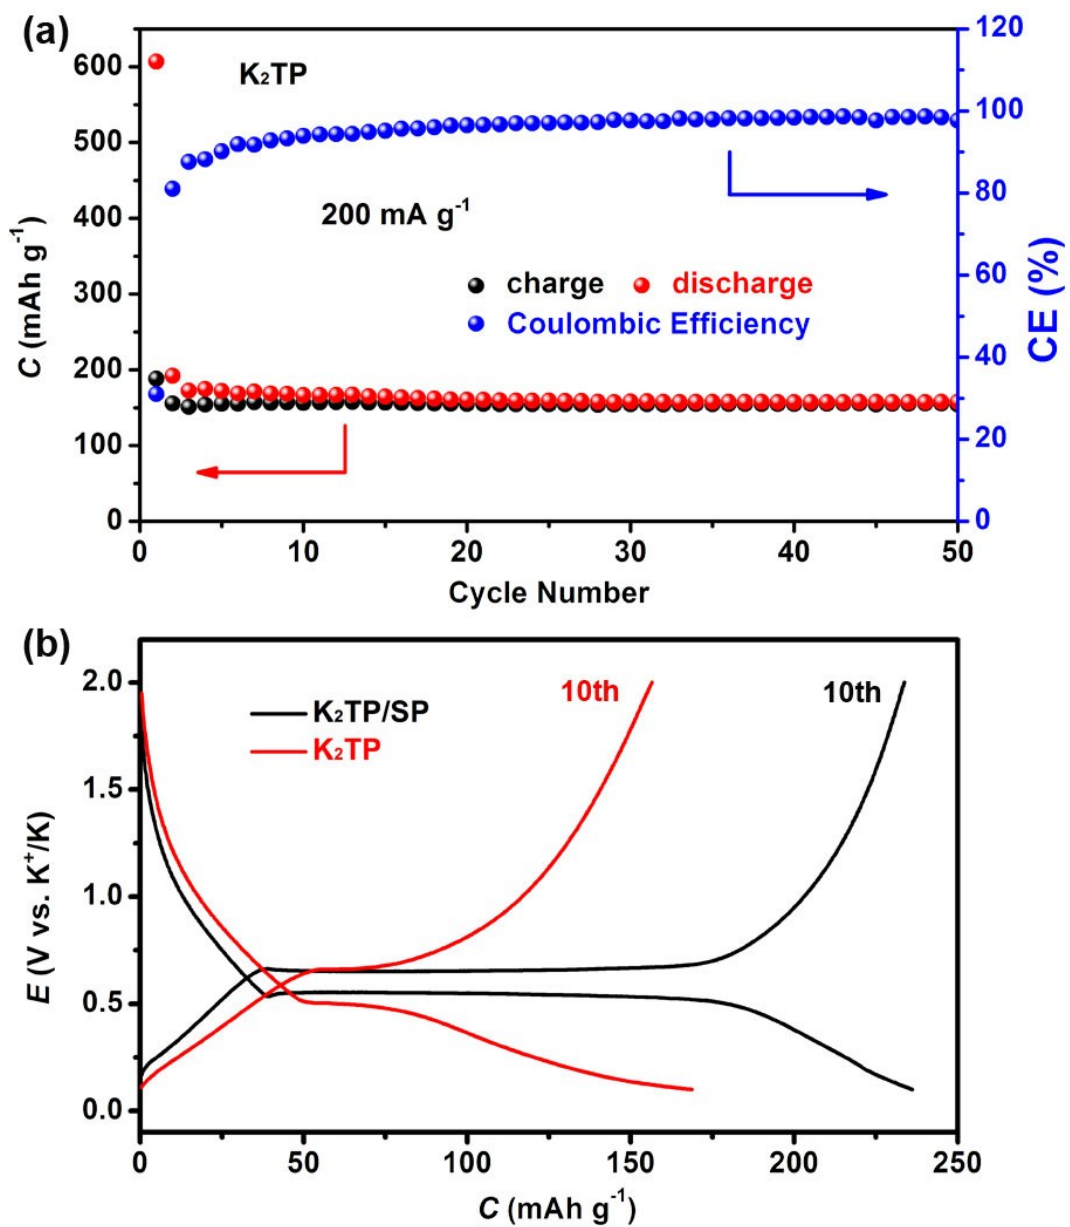 (a)
120
600
K₂TP
100
500
80
400
200 mA g⁻¹
60
300
charge
discharge
Coulombic Efficiency
40
200
20
100
0
0
C (mAh g⁻¹)
CE (%)
0 10 20 30 40 50
Cycle Number
(b)
2.0
10th
10th
K₂TP/SP
K₂TP
1.5
1.0
0.5
0.0
E (V vs. K⁺/K)
0 50 100 150 200 250
C (mAh g⁻¹)